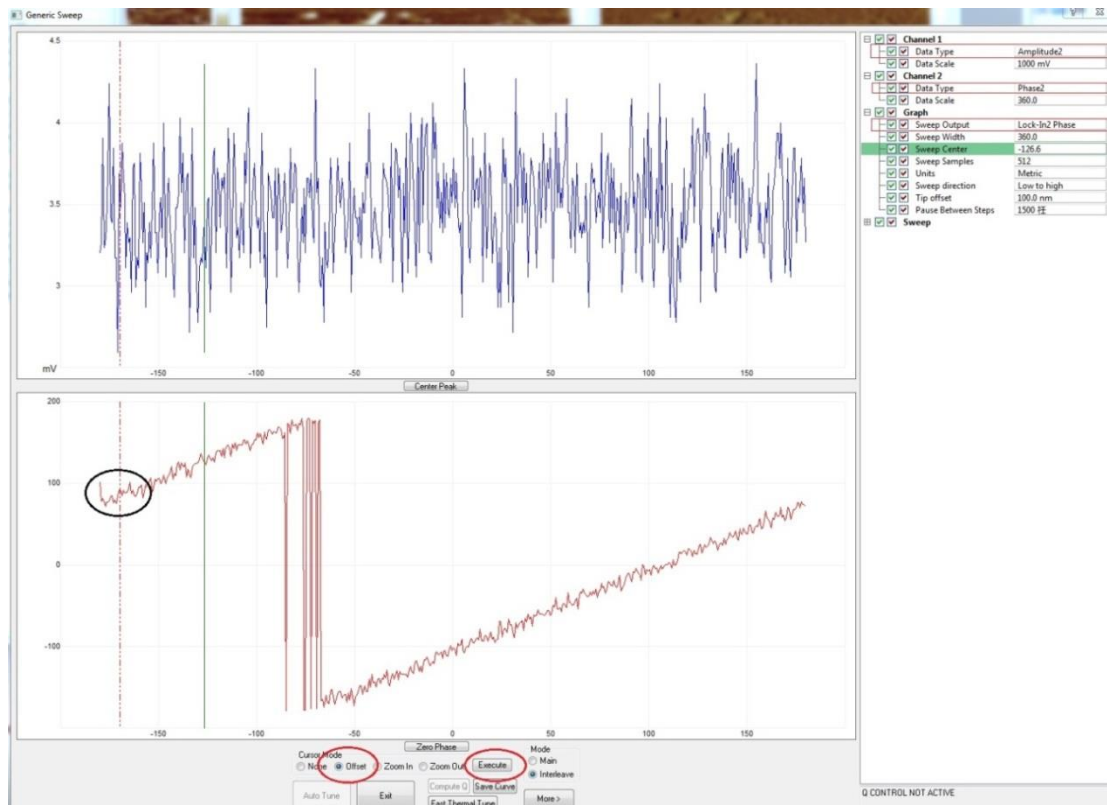 Generic Sweep
4.5
4
3.5
3
mV
-150
-100
-50
0
50
100
150
Center Peak
200
100
0
-100
-150
-100
-50
0
50
100
150
Zero Phase
Cursor Mode
None
Offset
Zoom In
Zoom Out
Execute
Mode
Main
Interleave
Auto Tune
Exit
Compute Q
Save Curve
Fast Thermal Tune
More >
Channel 1
Data Type Amplitude2
Data Scale 1000 mV
Channel 2
Data Type Phase2
Data Scale 360.0
Graph
Sweep Output Lock-In2 Phase
Sweep Width 360.0
Sweep Center -126.6
Sweep Samples 512
Units Metric
Sweep direction Low to high
Tip offset 100.0 nm
Pause Between Steps 1500
Sweep
Q CONTROL NOT ACTIVE